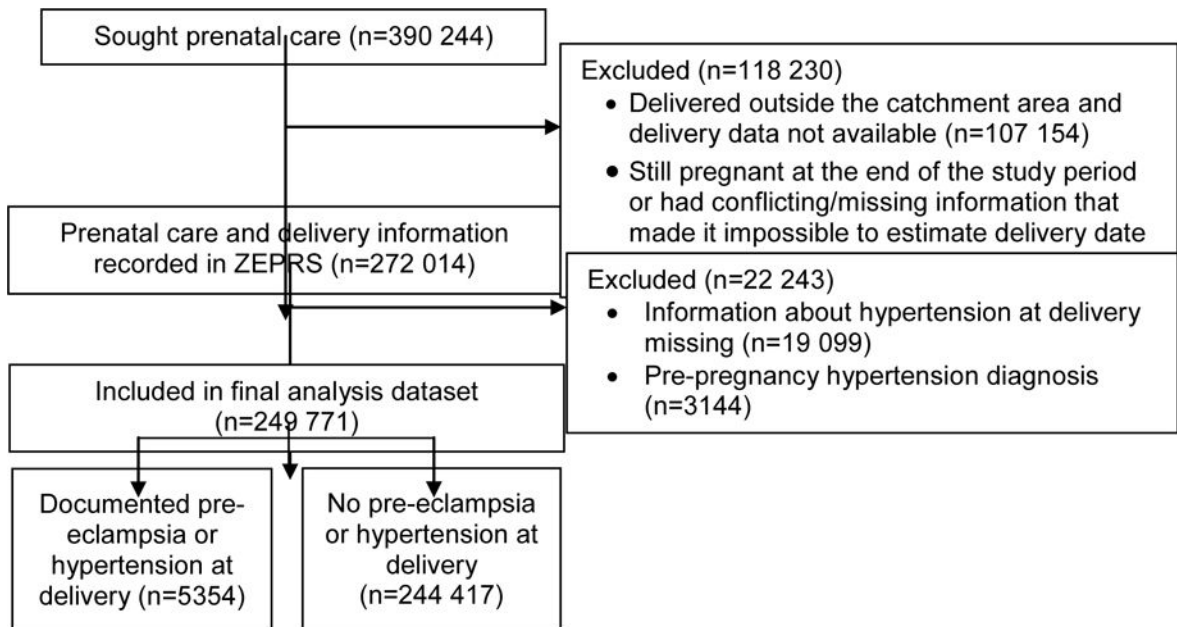 Sought prenatal care (n=390 244)
Excluded (n=118 230)
• Delivered outside the catchment area and
delivery data not available (n=107 154)
• Still pregnant at the end of the study period
or had conflicting/missing information that
made it impossible to estimate delivery date
Prenatal care and delivery information
recorded in ZEPRS (n=272 014)
Excluded (n=22 243)
• Information about hypertension at delivery
missing (n=19 099)
• Pre-pregnancy hypertension diagnosis
(n=3144)
Included in final analysis dataset
(n=249 771)
Documented pre-
eclampsia or
hypertension at
delivery (n=5354)
No pre-eclampsia
or hypertension at
delivery
(n=244 417)